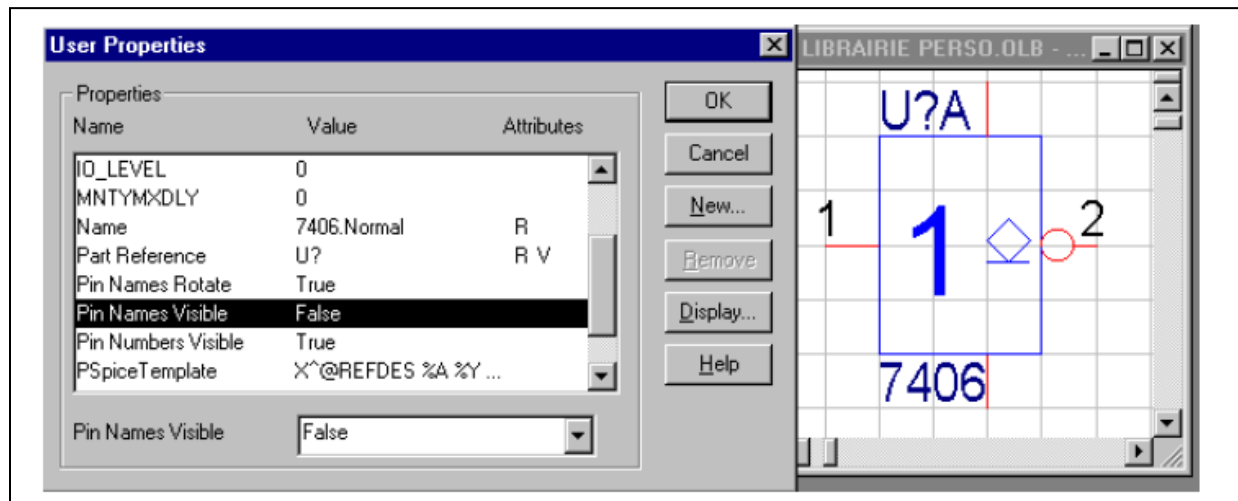 User Properties
Properties
Name Value Attributes
IO_LEVEL 0
MNTYMXDLY 0
Name 7406.Normal R
Part Reference U? R V
Pin Names Rotate True
Pin Names Visible False
Pin Numbers Visible True
PSpiceTemplate X^@REFDES %A %Y ...
Pin Names Visible False
OK
Cancel
New...
Remove
Display...
Help
LIBRAIRIE PERSO.OLB - ...
U?A
1 1 2
7406